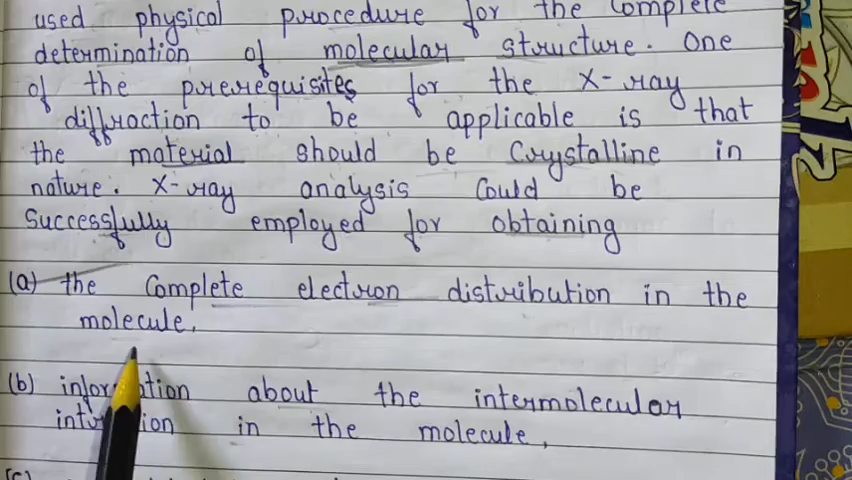 used physical procedure for the complete
determination of molecular structure. One
of the prerequisites for the X-ray
diffraction to be applicable is that
the material should be Crystalline in
nature. X-ray analysis Could be
Successfully employed for obtaining
(a) the Complete electron distribution in the
molecule,
(b) about the intermolecular
in the molecule,
(c)